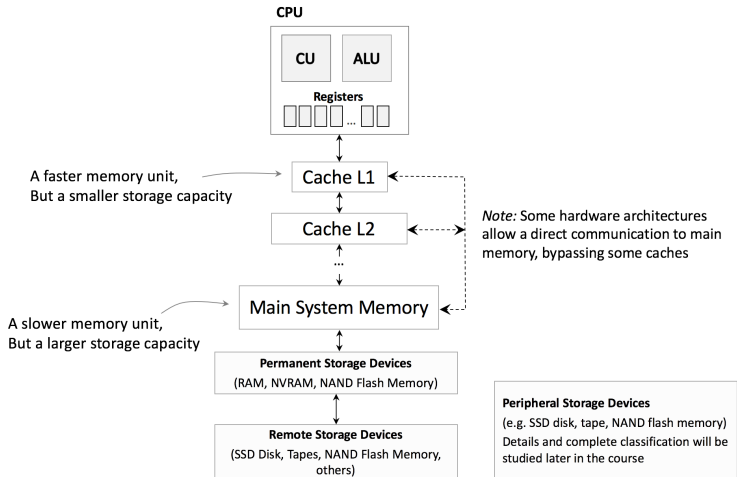 CPU
CU
ALU
Registers
...
A faster memory unit,
But a smaller storage capacity
Cache L1
Cache L2
Note: Some hardware architectures
allow a direct communication to main
memory, bypassing some caches
...
Main System Memory
A slower memory unit,
But a larger storage capacity
Permanent Storage Devices
(RAM, NVRAM, NAND Flash Memory)
Remote Storage Devices
(SSD Disk, Tapes, NAND Flash Memory,
others)
Peripheral Storage Devices
(e.g. SSD disk, tape, NAND flash memory)
Details and complete classification will be
studied later in the course